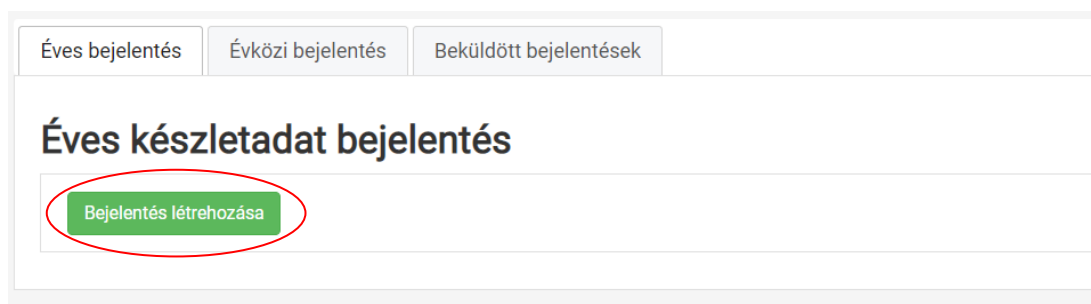 Éves bejelentés Évközi bejelentés Beküldött bejelentések
Éves készletadat bejelentés
Bejelentés létrehozása